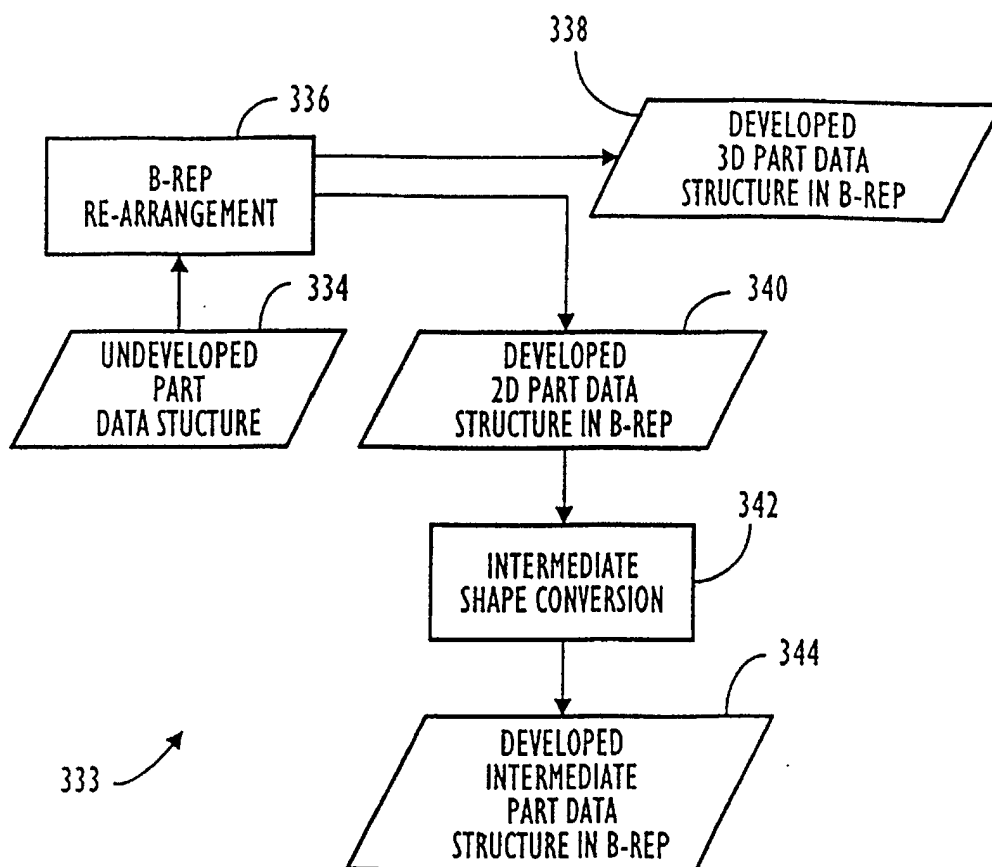 338
336
DEVELOPED
3D PART DATA
STRUCTURE IN B-REP
B-REP
RE-ARRANGEMENT
334
340
UNDEVELOPED
PART
DATA STUCTURE
DEVELOPED
2D PART DATA
STRUCTURE IN B-REP
342
INTERMEDIATE
SHAPE CONVERSION
344
333
DEVELOPED
INTERMEDIATE
PART DATA
STRUCTURE IN B-REP